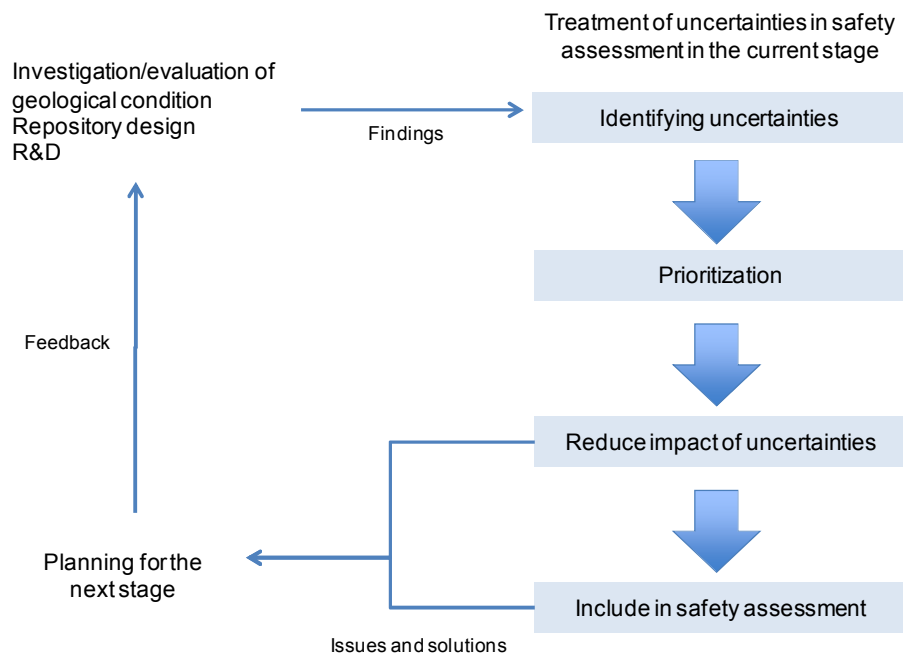 Treatment of uncertainties in safety
assessment in the current stage
Investigation/evaluation of
geological condition
Repository design
R&D
Findings
Identifying uncertainties
Prioritization
Feedback
Reduce impact of uncertainties
Planning for the
next stage
Include in safety assessment
Issues and solutions